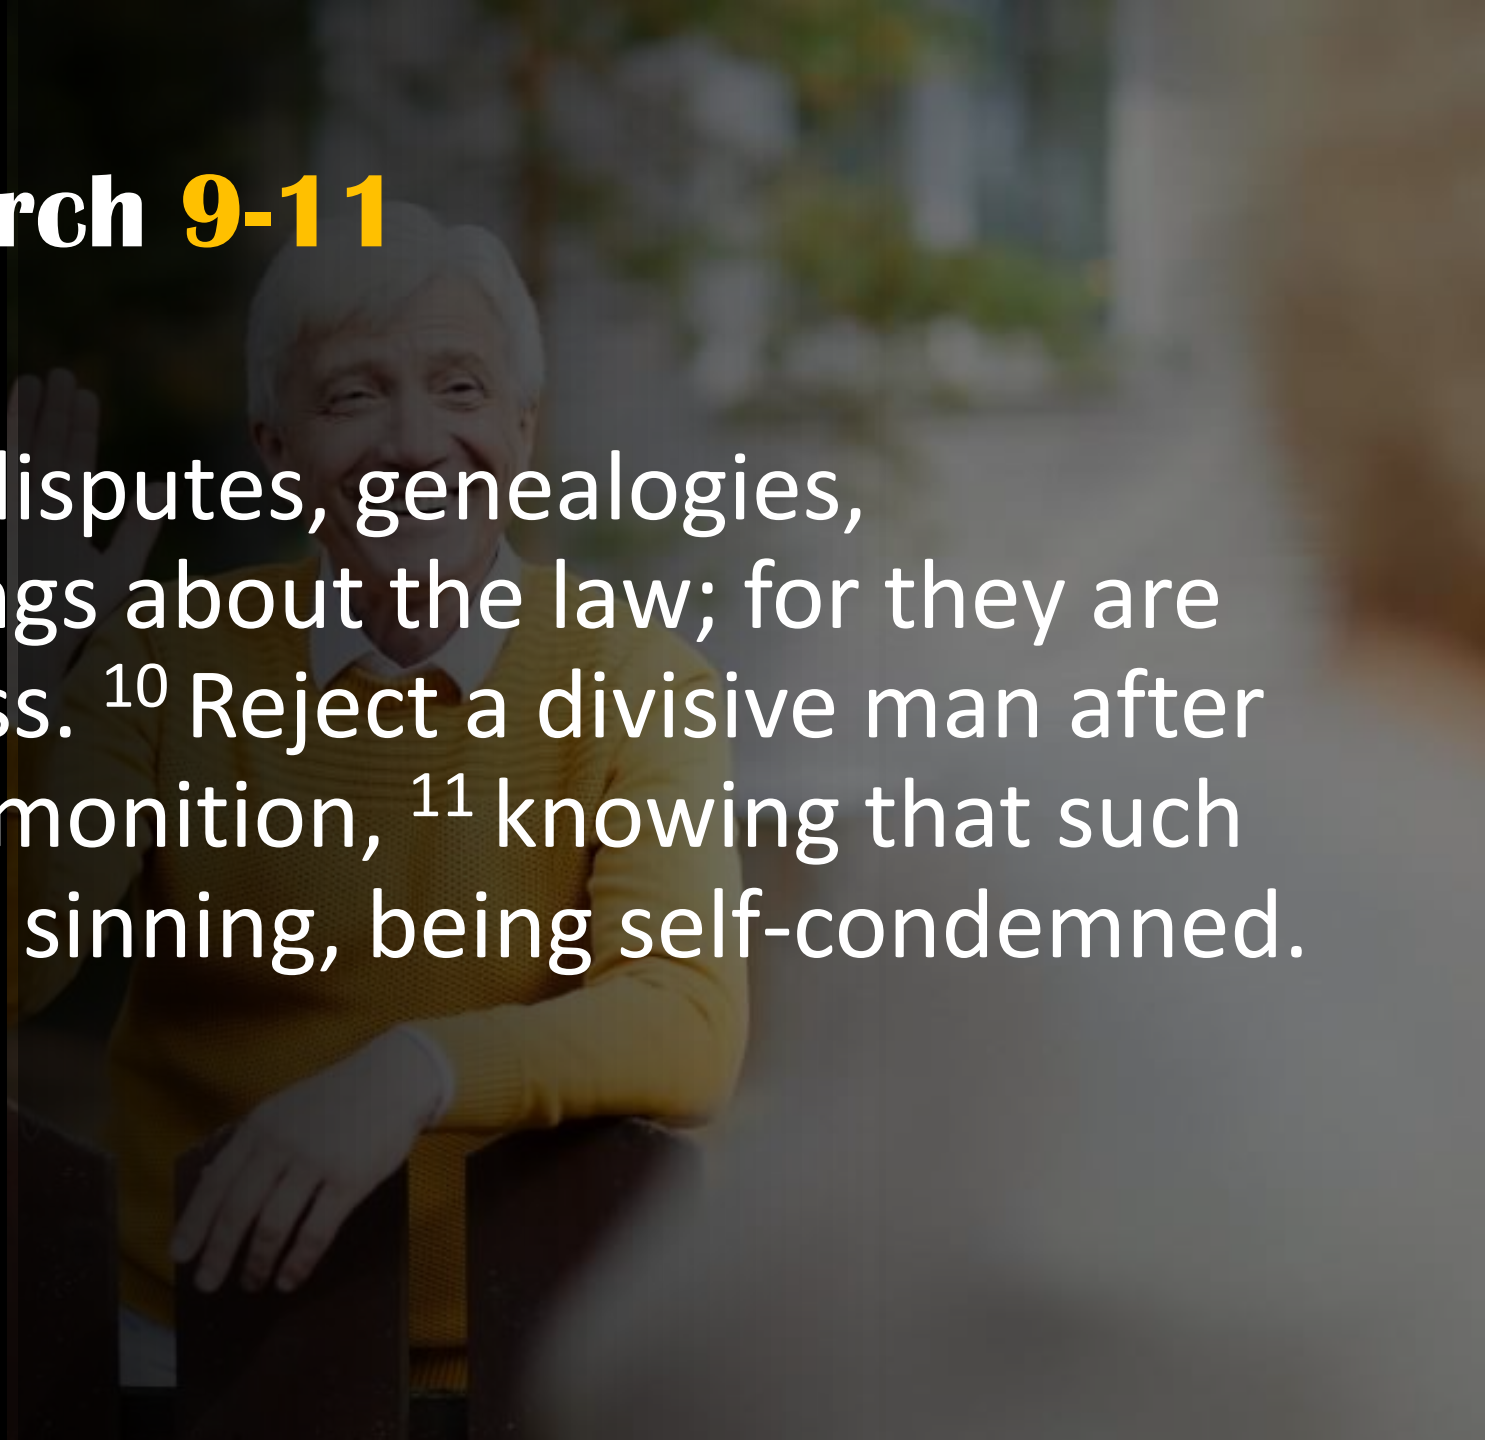 rch 9-11
disputes, genealogies,
ngs about the law; for they are
ss. 10 Reject a divisive man after
monition, 11 knowing that such
sinning, being self-condemned.